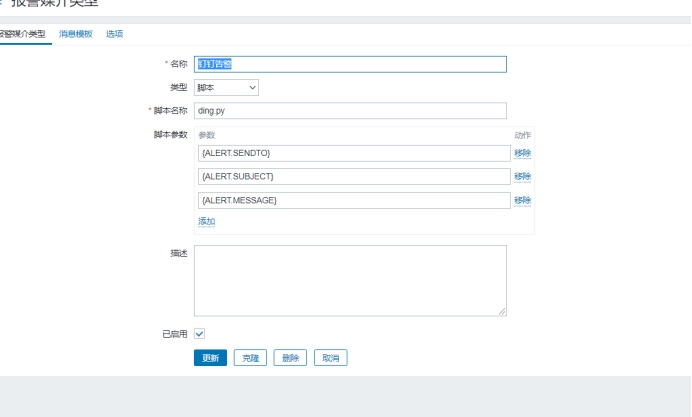 报警媒介类型
报警媒介类型 消息模板 选项
* 名称 钉钉告警
类型 脚本
* 脚本名称 ding.py
脚本参数 参数 动作
{ALERT.SENDTO} 移除
{ALERT.SUBJECT} 移除
{ALERT.MESSAGE} 移除
添加
描述
已启用
更新 克隆 删除 取消